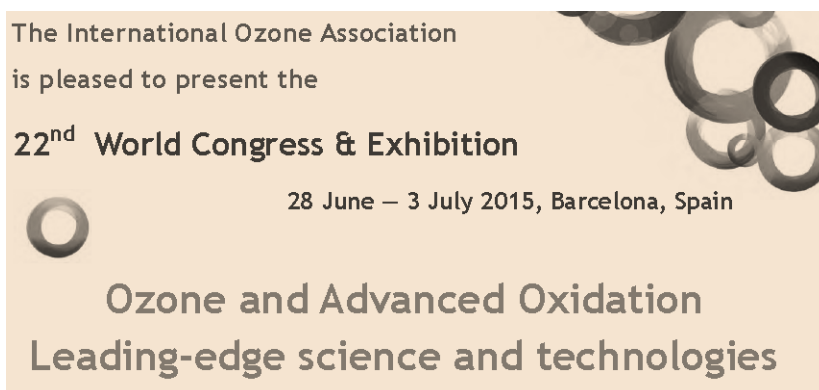 The International Ozone Association
is pleased to present the
22nd World Congress & Exhibition
28 June – 3 July 2015, Barcelona, Spain
Ozone and Advanced Oxidation
Leading-edge science and technologies